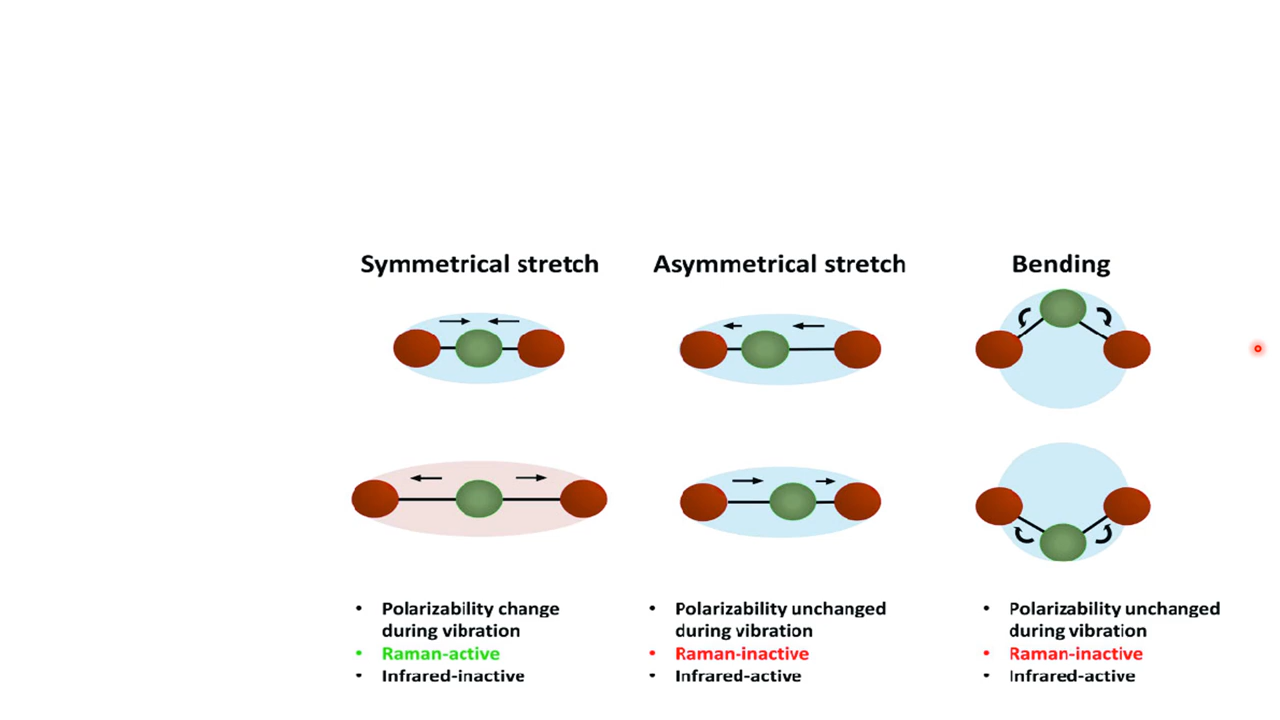 Symmetrical stretch
Asymmetrical stretch
Bending
• Polarizability change
during vibration
• Raman-active
• Infrared-inactive
• Polarizability unchanged
during vibration
• Raman-inactive
• Infrared-active
• Polarizability unchanged
during vibration
• Raman-inactive
• Infrared-active